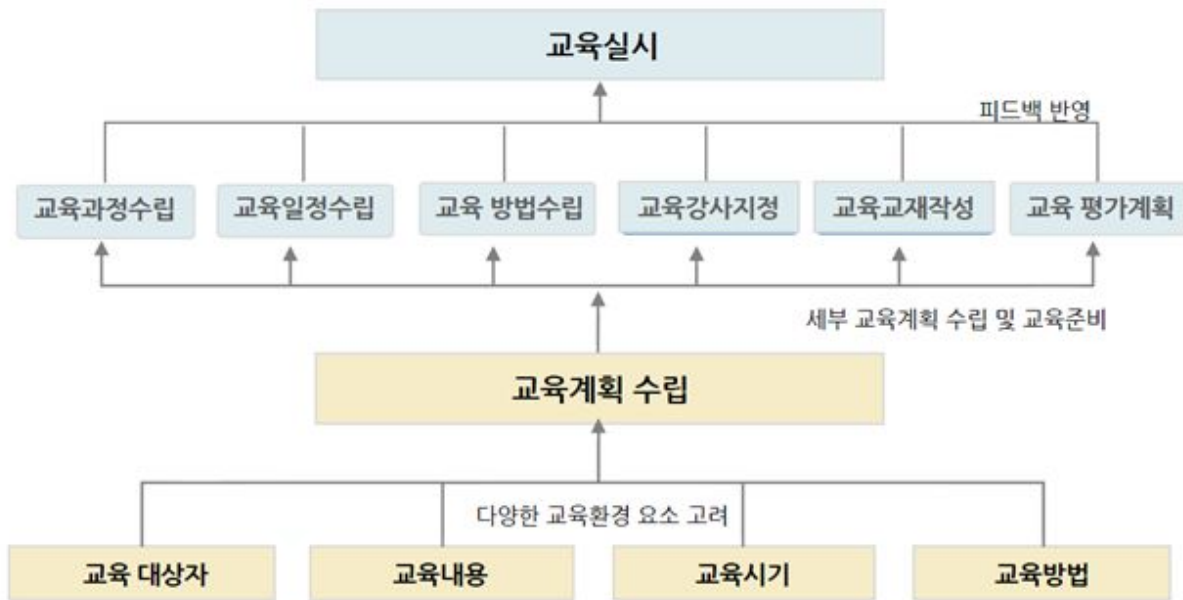 교육실시
피드백 반영
교육과정수립
교육일정수립
교육 방법수립
교육강사지정
교육교재작성
교육 평가계획
세부 교육계획 수립 및 교육준비
교육계획 수립
다양한 교육환경 요소 고려
교육 대상자
교육내용
교육시기
교육방법